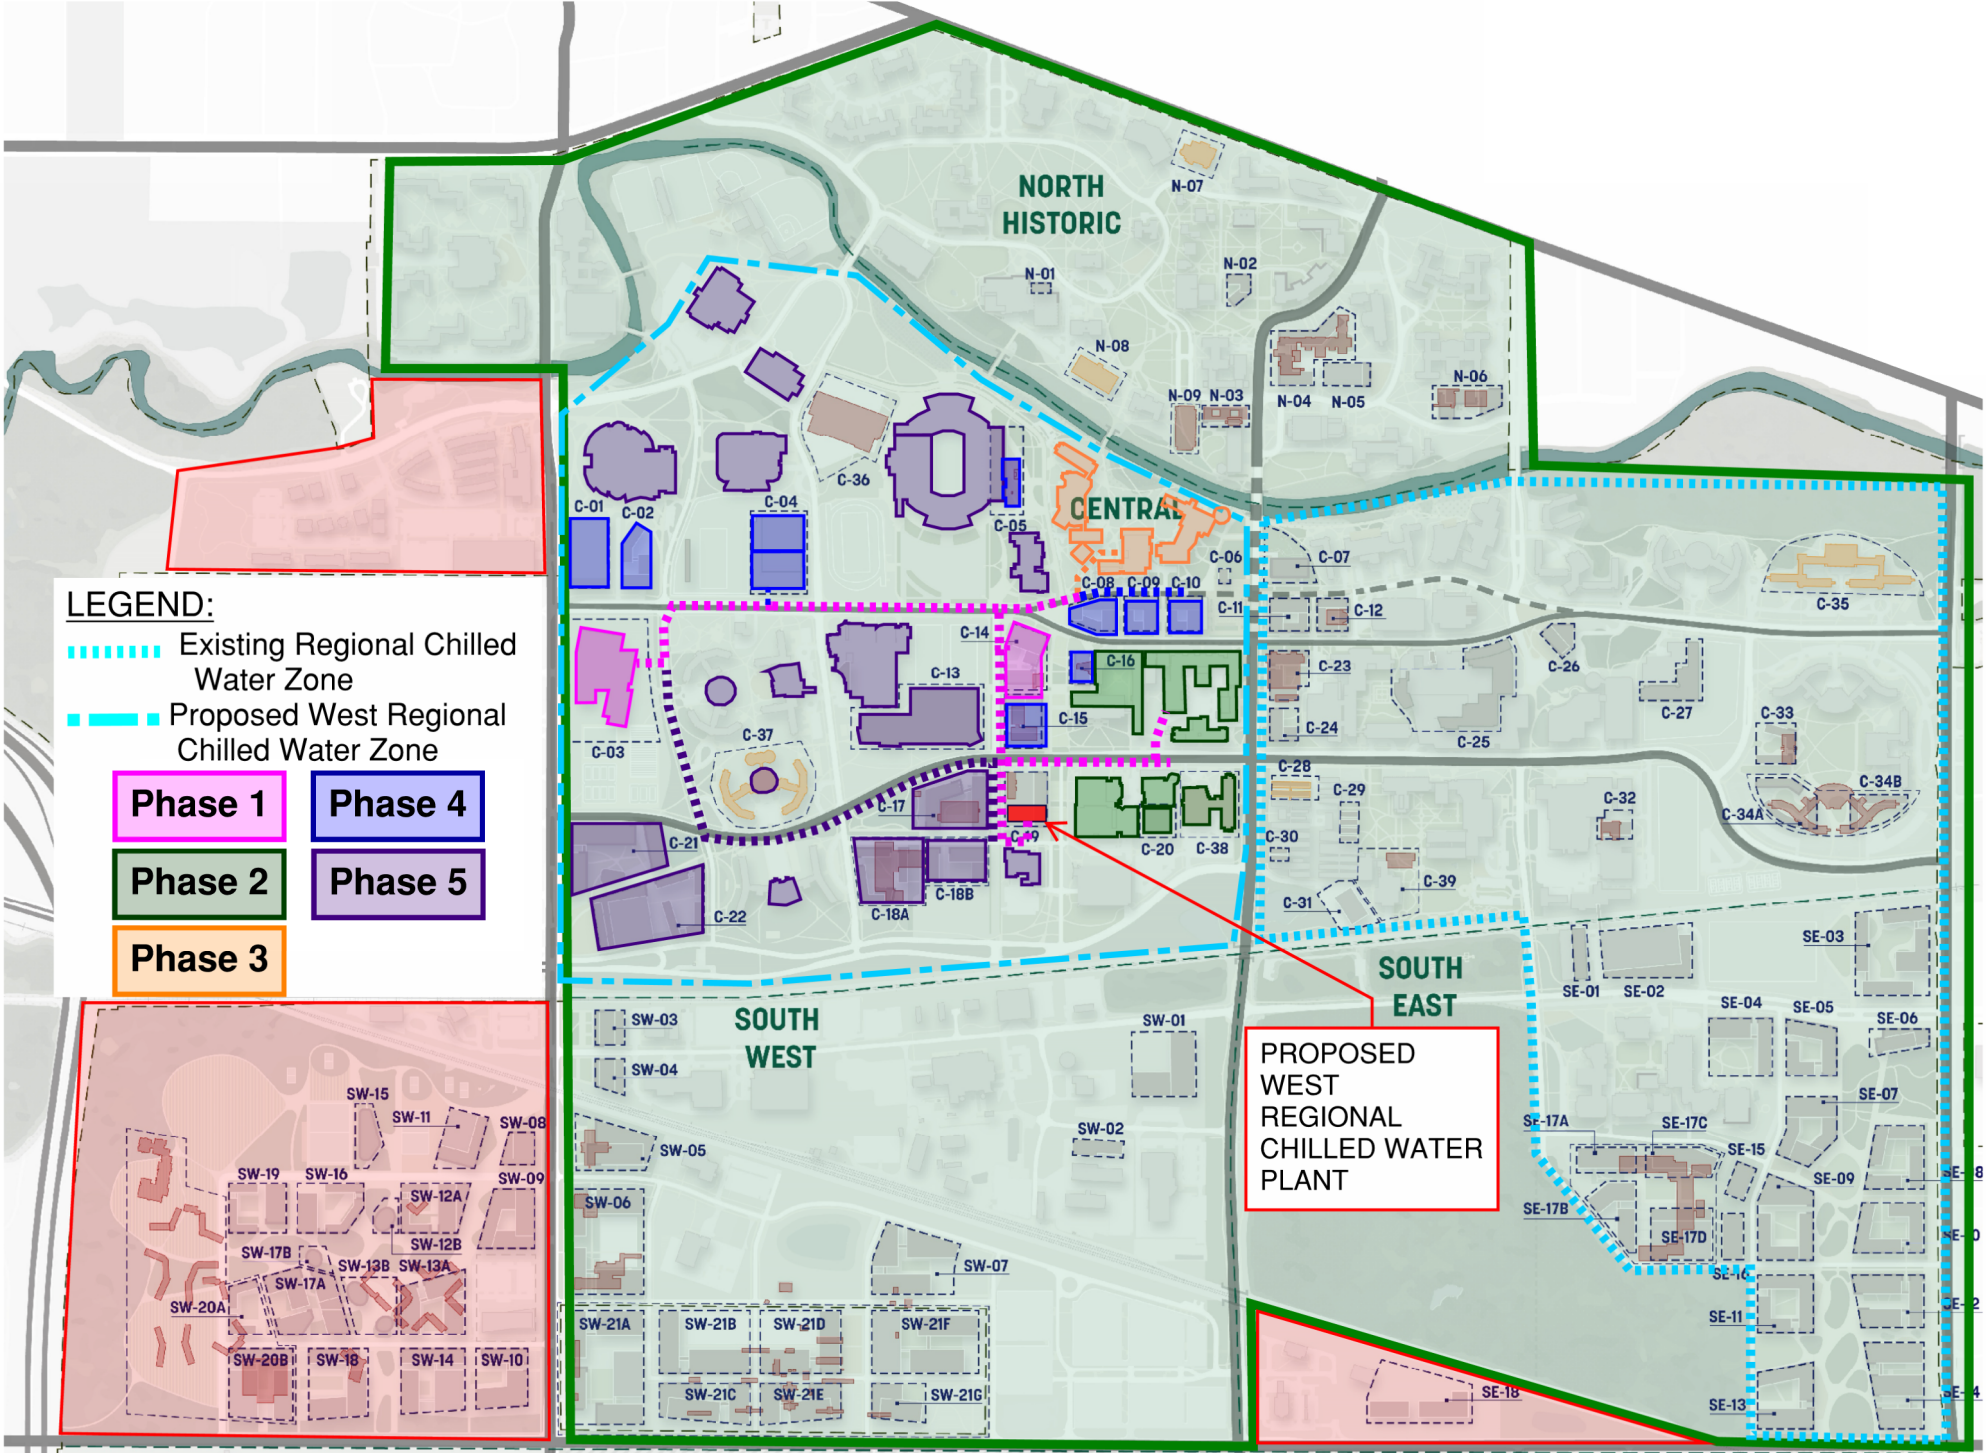 NORTH
HISTORIC
N-07
N-01
N-02
N-08
N-09
N-03
N-04
N-05
N-06
C-36
C-01
C-02
C-04
C-05
CENTRAL
C-06
C-07
C-08
C-09
C-10
C-11
C-12
C-35
LEGEND:
Existing Regional Chilled
Water Zone
Proposed West Regional
Chilled Water Zone
Phase 1
Phase 4
Phase 2
Phase 5
Phase 3
C-03
C-37
C-13
C-14
C-15
C-16
C-23
C-24
C-25
C-26
C-27
C-33
C-17
C-19
C-20
C-38
C-28
C-29
C-30
C-31
C-32
C-34A
C-34B
C-39
C-21
C-22
C-18A
C-18B
SOUTH
WEST
SOUTH
EAST
PROPOSED
WEST
REGIONAL
CHILLED WATER
PLANT
SW-03
SW-04
SW-01
SW-02
SW-05
SW-06
SW-07
SW-15
SW-11
SW-08
SW-19
SW-16
SW-12A
SW-09
SW-12B
SW-17B
SW-17A
SW-13B
SW-13A
SW-20A
SW-20B
SW-18
SW-14
SW-10
SW-21A
SW-21B
SW-21D
SW-21F
SW-21C
SW-21E
SW-21G
SE-01
SE-02
SE-03
SE-04
SE-05
SE-06
SE-07
SE-17A
SE-17C
SE-15
SE-09
SE-17B
SE-17D
SE-16
SE-11
SE-13
SE-18